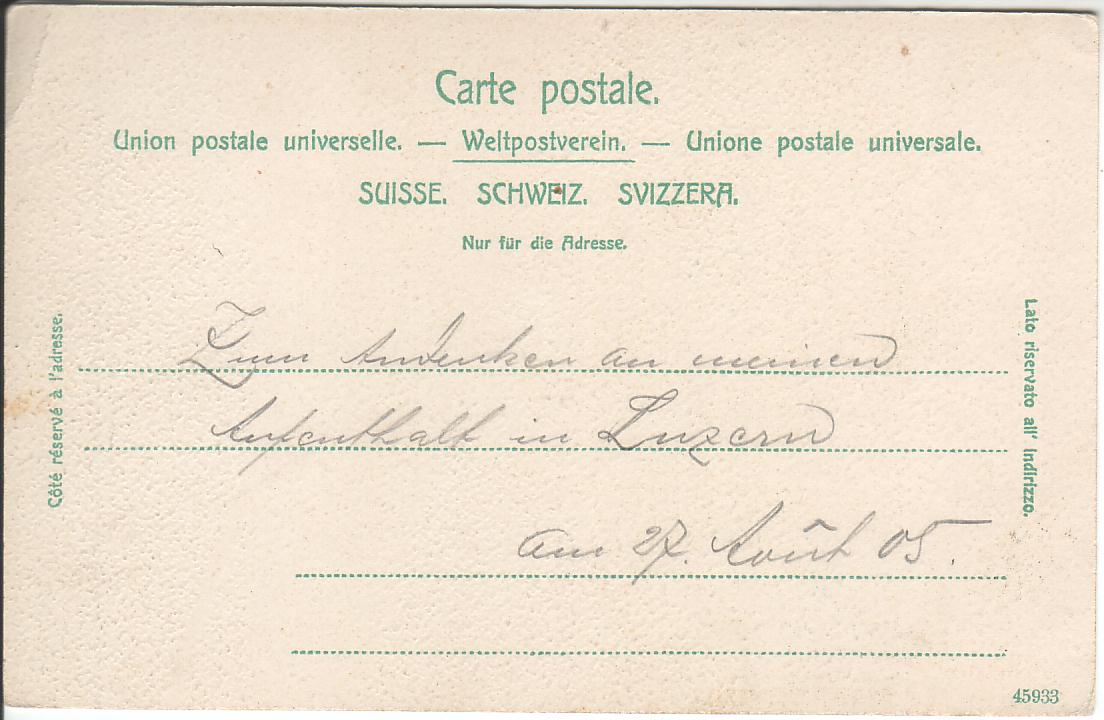 Carte postale.
Union postale universelle. — Weltpostverein. — Unione postale universale.
SUISSE. SCHWEIZ. SVIZZERA.
Nur für die Adresse.
Côté réservé à l'adresse.
Lato riservato all' indirizzo.
Zum Andenken an meinen
Aufenthalt in Luzern
am 27. Août 05.
45933